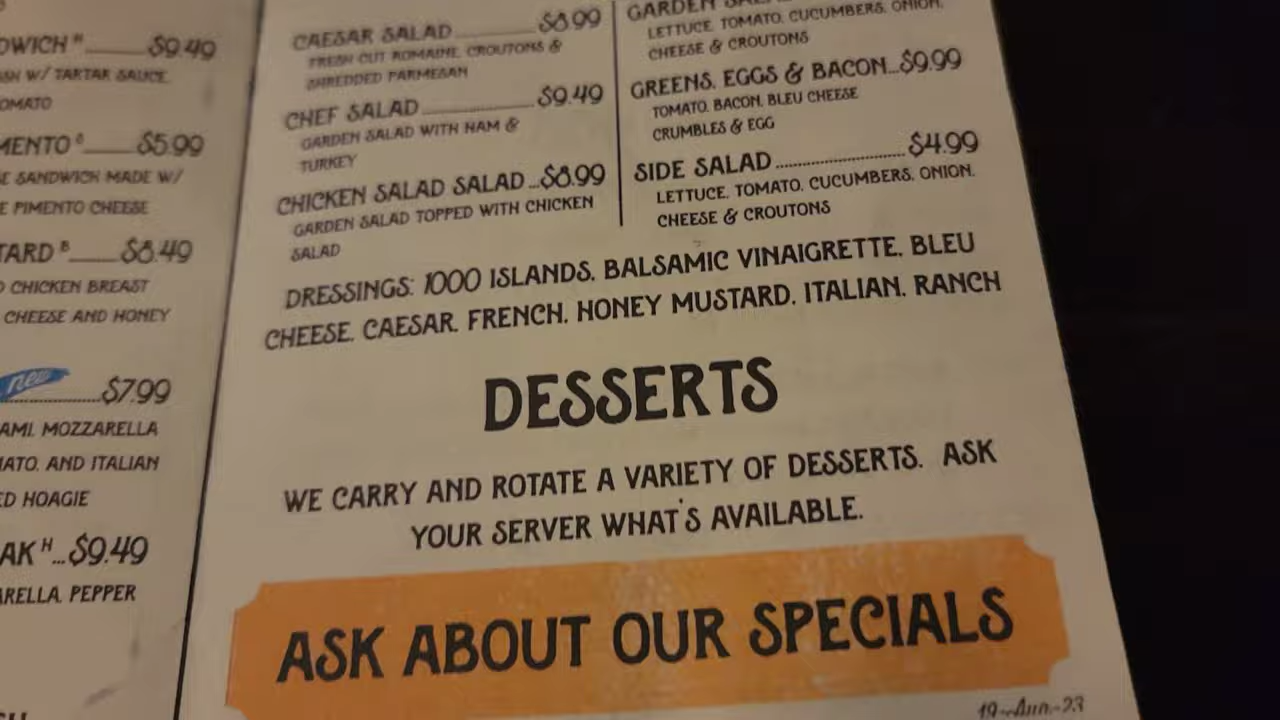 DWICH H $9.49
W/ TARTAR SAUCE,
OMATO
MENTO B $5.99
E SANDWICH MADE W/
E PIMENTO CHEESE
TARD B $8.49
D CHICKEN BREAST
CHEESE AND HONEY
new
$7.99
AMI, MOZZARELLA
MATO, AND ITALIAN
ED HOAGIE
AK H...$9.49
ARELLA, PEPPER
CAESAR SALAD $8.99
FRESH CUT ROMAINE, CROUTONS &
SHREDDED PARMESAN
CHEF SALAD $9.49
GARDEN SALAD WITH HAM &
TURKEY
CHICKEN SALAD SALAD...$8.99
GARDEN SALAD TOPPED WITH CHICKEN
SALAD
GARDEN
LETTUCE, TOMATO, CUCUMBERS, ONION,
CHEESE & CROUTONS
GREENS, EGGS & BACON...$9.99
TOMATO, BACON, BLEU CHEESE
CRUMBLES & EGG
SIDE SALAD $4.99
LETTUCE, TOMATO, CUCUMBERS, ONION,
CHEESE & CROUTONS
DRESSINGS: 1000 ISLANDS, BALSAMIC VINAIGRETTE, BLEU
CHEESE, CAESAR, FRENCH, HONEY MUSTARD, ITALIAN, RANCH
DESSERTS
WE CARRY AND ROTATE A VARIETY OF DESSERTS. ASK
YOUR SERVER WHAT'S AVAILABLE.
ASK ABOUT OUR SPECIALS
19-Aug-23